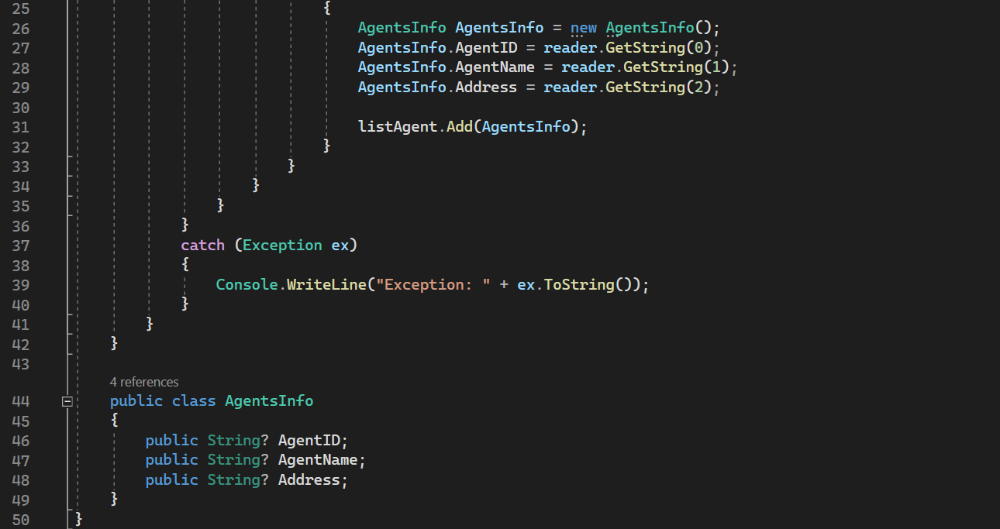 25 {
26 AgentsInfo AgentsInfo = new AgentsInfo();
27 AgentsInfo.AgentID = reader.GetString(0);
28 AgentsInfo.AgentName = reader.GetString(1);
29 AgentsInfo.Address = reader.GetString(2);
30
31 listAgent.Add(AgentsInfo);
32 }
33 }
34 }
35 }
36 }
37 catch (Exception ex)
38 {
39 Console.WriteLine("Exception: " + ex.ToString());
40 }
41 }
42 }
43
4 references
44 public class AgentsInfo
45 {
46 public String? AgentID;
47 public String? AgentName;
48 public String? Address;
49 }
50 }